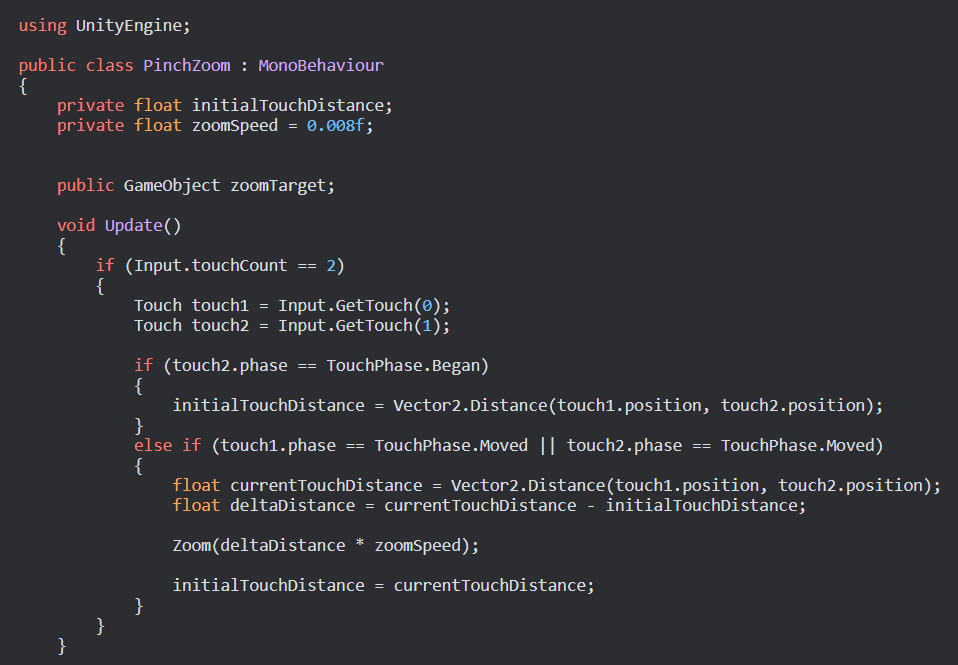 using UnityEngine;
public class PinchZoom : MonoBehaviour
{
    private float initialTouchDistance;
    private float zoomSpeed = 0.008f;
    public GameObject zoomTarget;
    void Update()
    {
        if (Input.touchCount == 2)
        {
            Touch touch1 = Input.GetTouch(0);
            Touch touch2 = Input.GetTouch(1);
            if (touch2.phase == TouchPhase.Began)
            {
                initialTouchDistance = Vector2.Distance(touch1.position, touch2.position);
            }
            else if (touch1.phase == TouchPhase.Moved || touch2.phase == TouchPhase.Moved)
            {
                float currentTouchDistance = Vector2.Distance(touch1.position, touch2.position);
                float deltaDistance = currentTouchDistance - initialTouchDistance;
                Zoom(deltaDistance * zoomSpeed);
                initialTouchDistance = currentTouchDistance;
            }
        }
    }